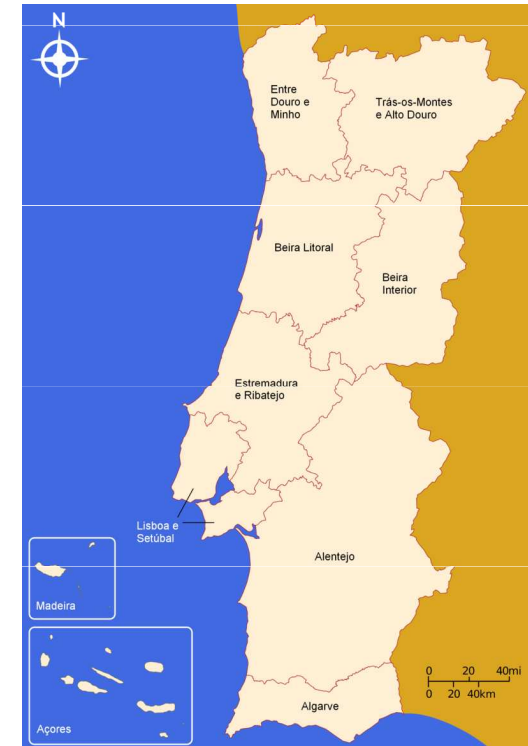 N
Entre
Douro e
Minho
Trás-os-Montes
e Alto Douro
Beira Litoral
Beira
Interior
Estremadura
e Ribatejo
Lisboa e
Setúbal
Alentejo
Madeira
Açores
Algarve
0 20 40mi
0 20 40km